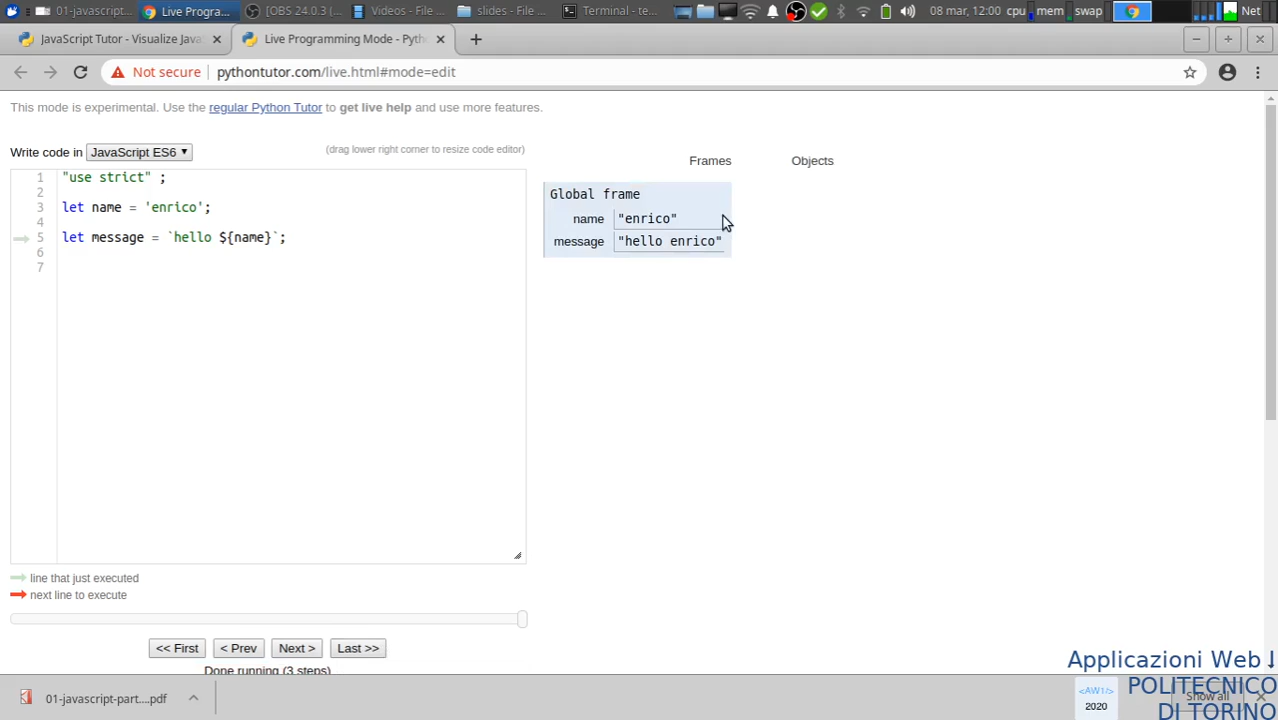 01-javascript...
Live Progra...
[OBS 24.0.3 (...
Videos - File ...
slides - File ...
Terminal - te...
08 mar, 12:00 cpu mem swap Net
JavaScript Tutor - Visualize Java
Live Programming Mode - Pyth
Not secure pythontutor.com/live.html#mode=edit
This mode is experimental. Use the regular Python Tutor to get live help and use more features.
Write code in JavaScript ES6
(drag lower right corner to resize code editor)
1 "use strict" ;
2
3 let name = 'enrico';
4
5 let message = `hello ${name}`;
6
7
Frames Objects
Global frame
name "enrico"
message "hello enrico"
line that just executed
next line to execute
<< First < Prev Next > Last >>
Done running (3 steps)
01-javascript-part....pdf
Show all
Applicazioni Web I
POLITECNICO
DI TORINO
<AW1/>
2020